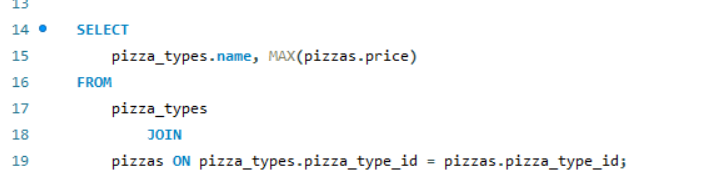 13
14 SELECT
15 pizza_types.name, MAX(pizzas.price)
16 FROM
17 pizza_types
18 JOIN
19 pizzas ON pizza_types.pizza_type_id = pizzas.pizza_type_id;